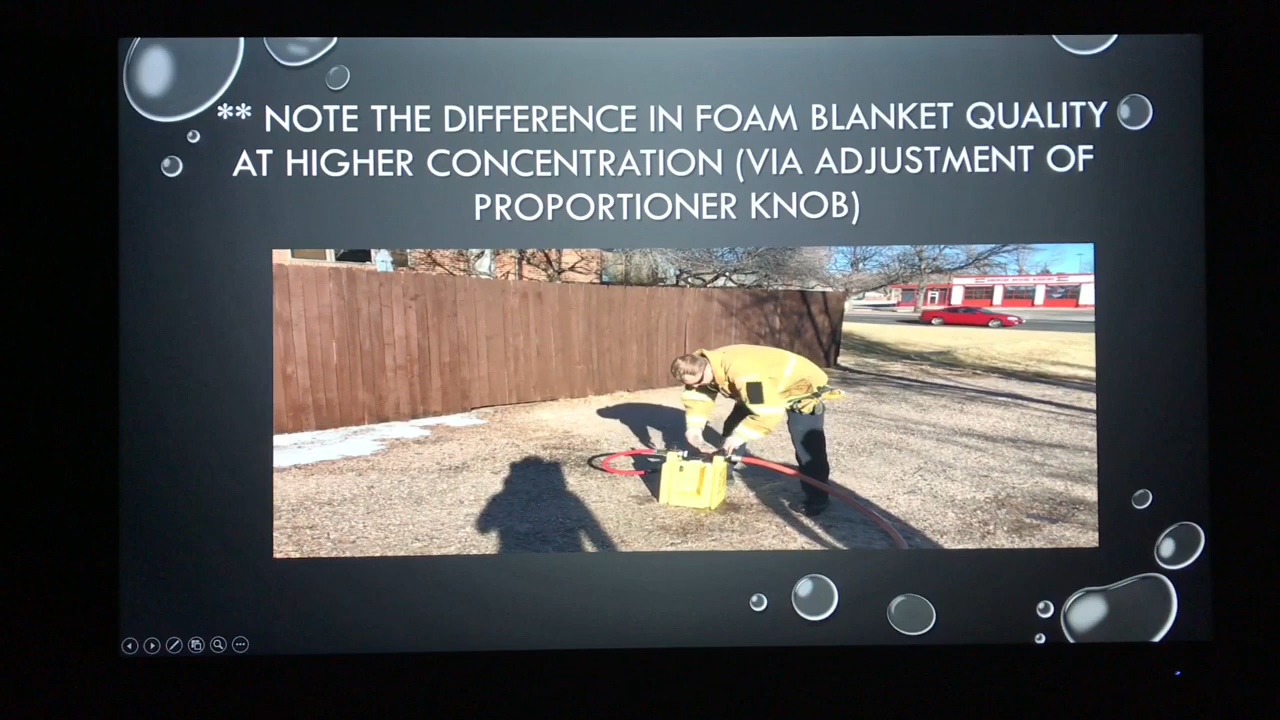 ** NOTE THE DIFFERENCE IN FOAM BLANKET QUALITY
AT HIGHER CONCENTRATION (VIA ADJUSTMENT OF
PROPORTIONER KNOB)